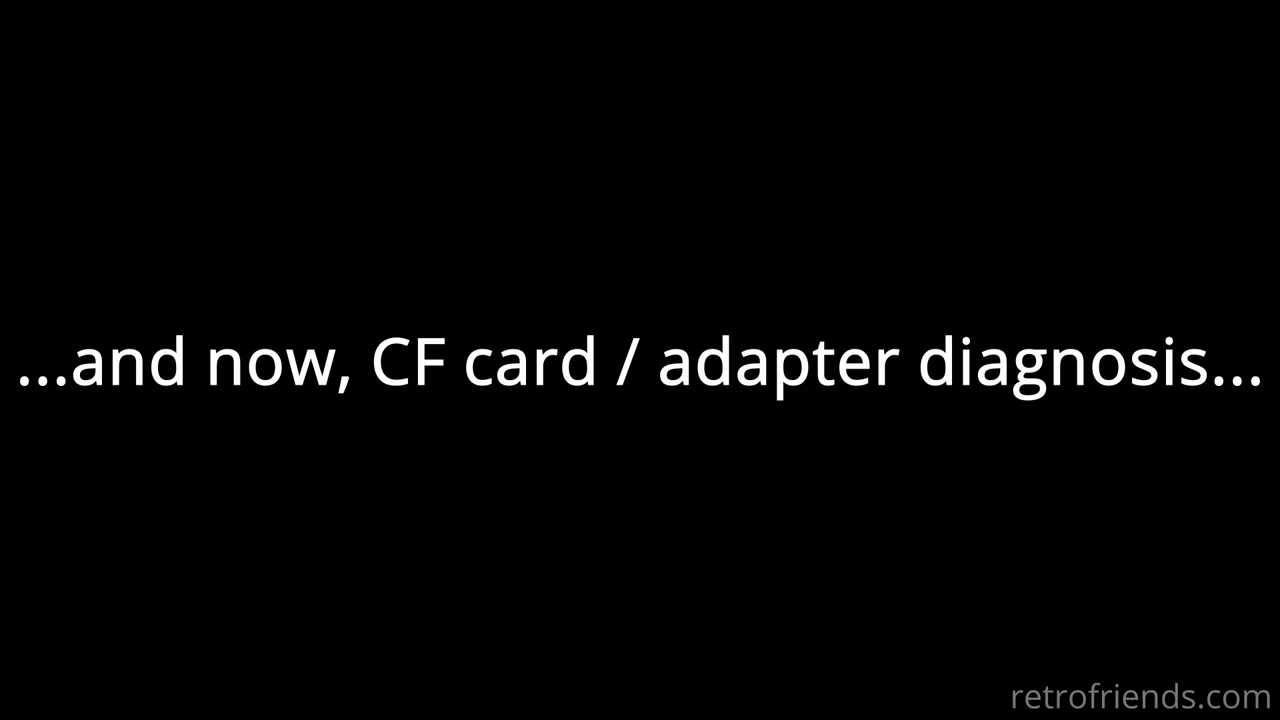 ...and now, CF card / adapter diagnosis...
retrofriends.com